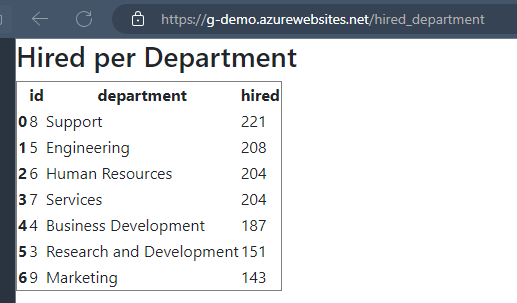 https://g-demo.azurewebsites.net/hired_department
Hired per Department
id department hired
0 8 Support 221
1 5 Engineering 208
2 6 Human Resources 204
3 7 Services 204
4 4 Business Development 187
5 3 Research and Development 151
6 9 Marketing 143